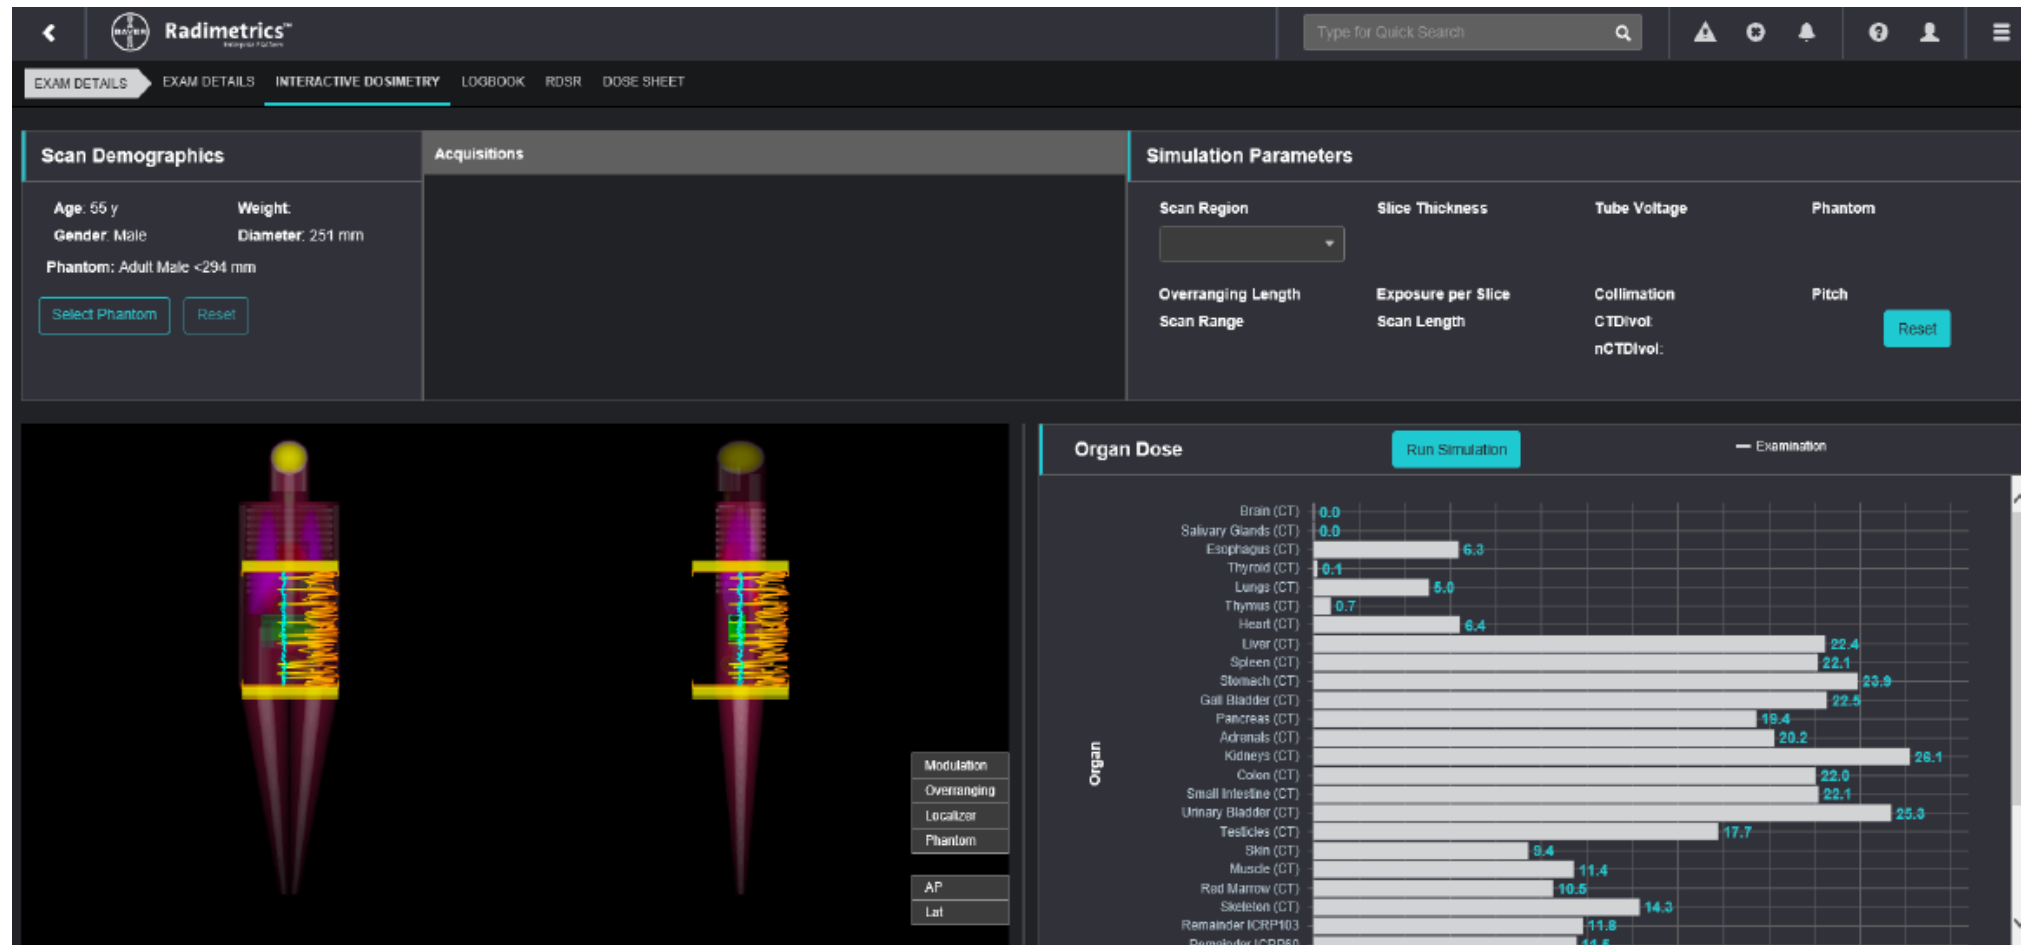 BAYER Radimetrics™
Type for Quick Search
EXAM DETAILS EXAM DETAILS INTERACTIVE DOSIMETRY LOGBOOK RDSR DOSE SHEET
Scan Demographics
Age: 55 y Weight:
Gender: Male Diameter: 251 mm
Phantom: Adult Male <294 mm
Select Phantom Reset
Acquisitions
Simulation Parameters
Scan Region Slice Thickness Tube Voltage Phantom
Overranging Length Exposure per Slice Collimation Pitch
Scan Range Scan Length CTDIvol:
Reset
nCTDIvol:
Modulation
Overranging
Localizer
Phantom
AP
Lat
Organ Dose Run Simulation Examination
Organ
Brain (CT) 0.0
Salivary Glands (CT) 0.0
Esophagus (CT) 6.3
Thyroid (CT) 0.1
Lungs (CT) 5.0
Thymus (CT) 0.7
Heart (CT) 6.4
Liver (CT) 22.4
Spleen (CT) 22.1
Stomach (CT) 23.9
Gall Bladder (CT) 22.5
Pancreas (CT) 19.4
Adrenals (CT) 20.2
Kidneys (CT) 26.1
Colon (CT) 22.0
Small Intestine (CT) 22.1
Urinary Bladder (CT) 25.3
Testicles (CT) 17.7
Skin (CT) 9.4
Muscle (CT) 11.4
Red Marrow (CT) 10.5
Skeleton (CT) 14.3
Remainder ICRP103 11.8
Remainder ICRP60 11.5